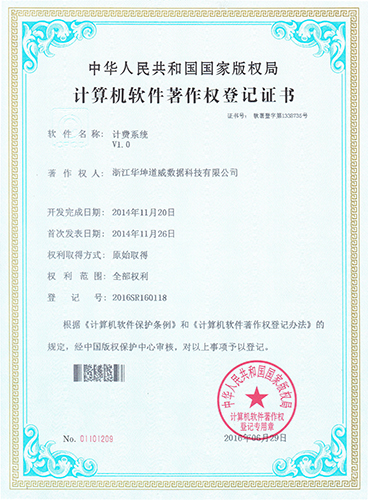 中华人民共和国国家版权局
计算机软件著作权登记证书
证书号: 软著登字第1338735号
软件名称: 计费系统
V1.0
著作权人: 浙江华坤道威数据科技有限公司
开发完成日期: 2014年11月20日
首次发表日期: 2014年11月26日
权利取得方式: 原始取得
权利范围: 全部权利
登记号: 2016SR160118
根据《计算机软件保护条例》和《计算机软件著作权登记办法》的
规定,经中国版权保护中心审核,对以上事项予以登记。
中华人民共和国国家版权局
计算机软件著作权
登记专用章
No. 01101209
2016年06月29日